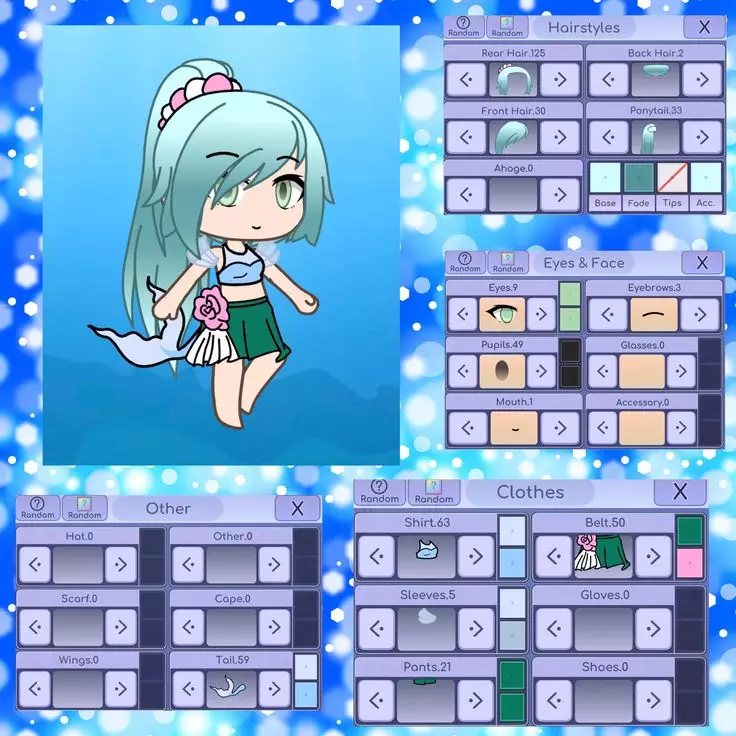 ? ?
Random Random Hairstyles X
Rear Hair.125 Back Hair.2
Front Hair.30 Ponytail.33
Ahoge.0
Base Fade Tips Acc.
? ?
Random Random Eyes & Face X
Eyes.9 Eyebrows.3
Pupils.49 Glasses.0
Mouth.1 Accessory.0
? ?
Random Random Other X
Hat.0 Other.0
Scarf.0 Cape.0
Wings.0 Tail.59
? ?
Random Random Clothes X
Shirt.63 Belt.50
Sleeves.5 Gloves.0
Pants.21 Shoes.0